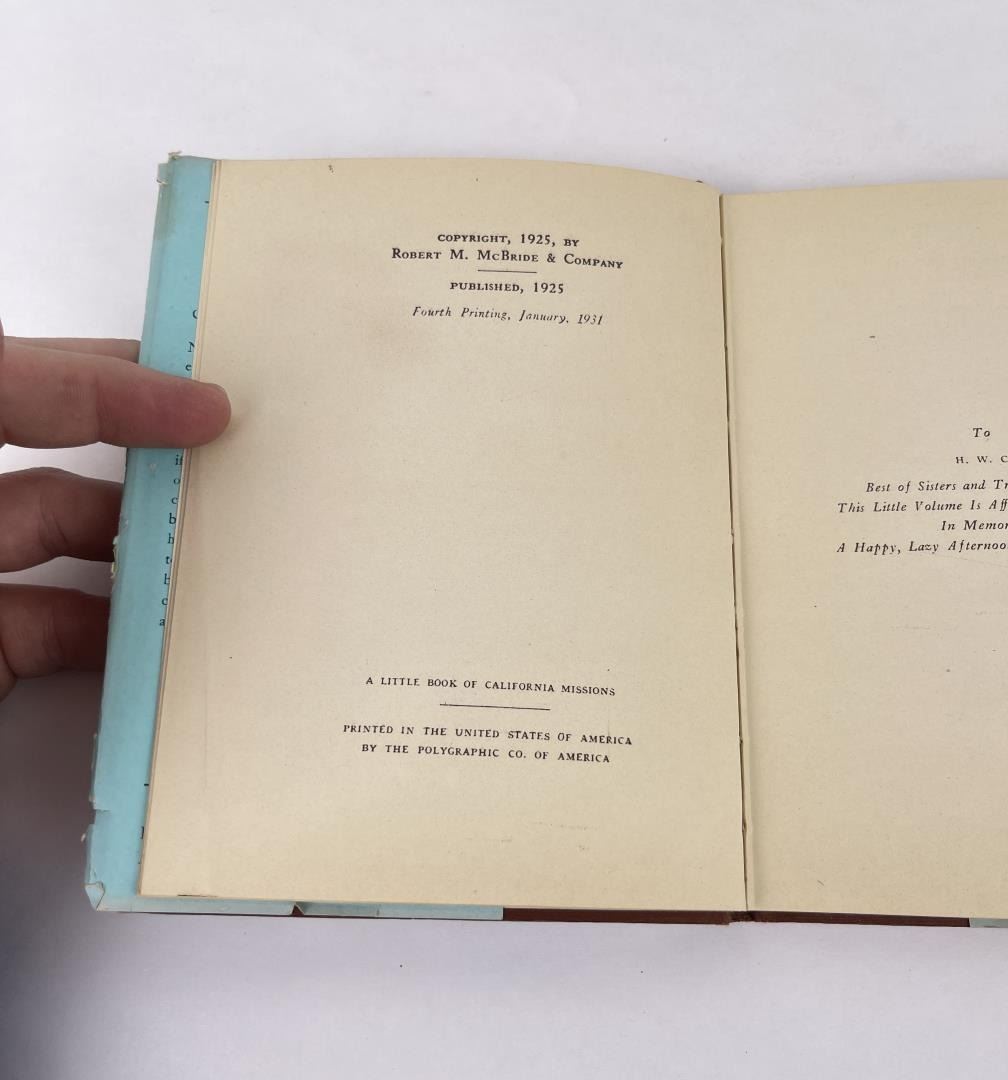 COPYRIGHT, 1925, BY
ROBERT M. MCBRIDE & COMPANY
PUBLISHED, 1925
Fourth Printing, January, 1931
A LITTLE BOOK OF CALIFORNIA MISSIONS
PRINTED IN THE UNITED STATES OF AMERICA
BY THE POLYGRAPHIC CO. OF AMERICA
To
H. W.
Best of Sisters and
This Little Volume Is
In
A Happy, Lazy